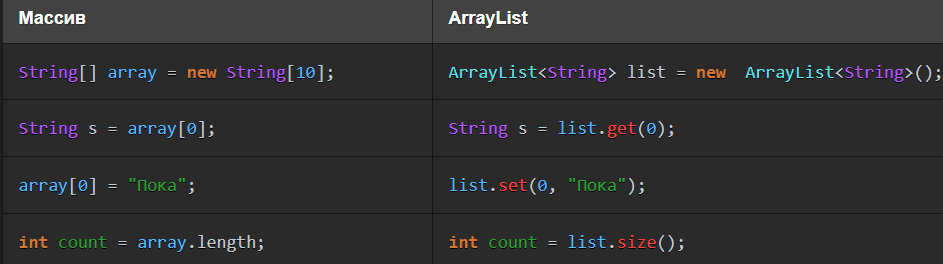 Массив ArrayList
String[] array = new String[10]; ArrayList<String> list = new  ArrayList<String>();
String s = array[0]; String s = list.get(0);
array[0] = "Пока"; list.set(0, "Пока");
int count = array.length; int count = list.size();